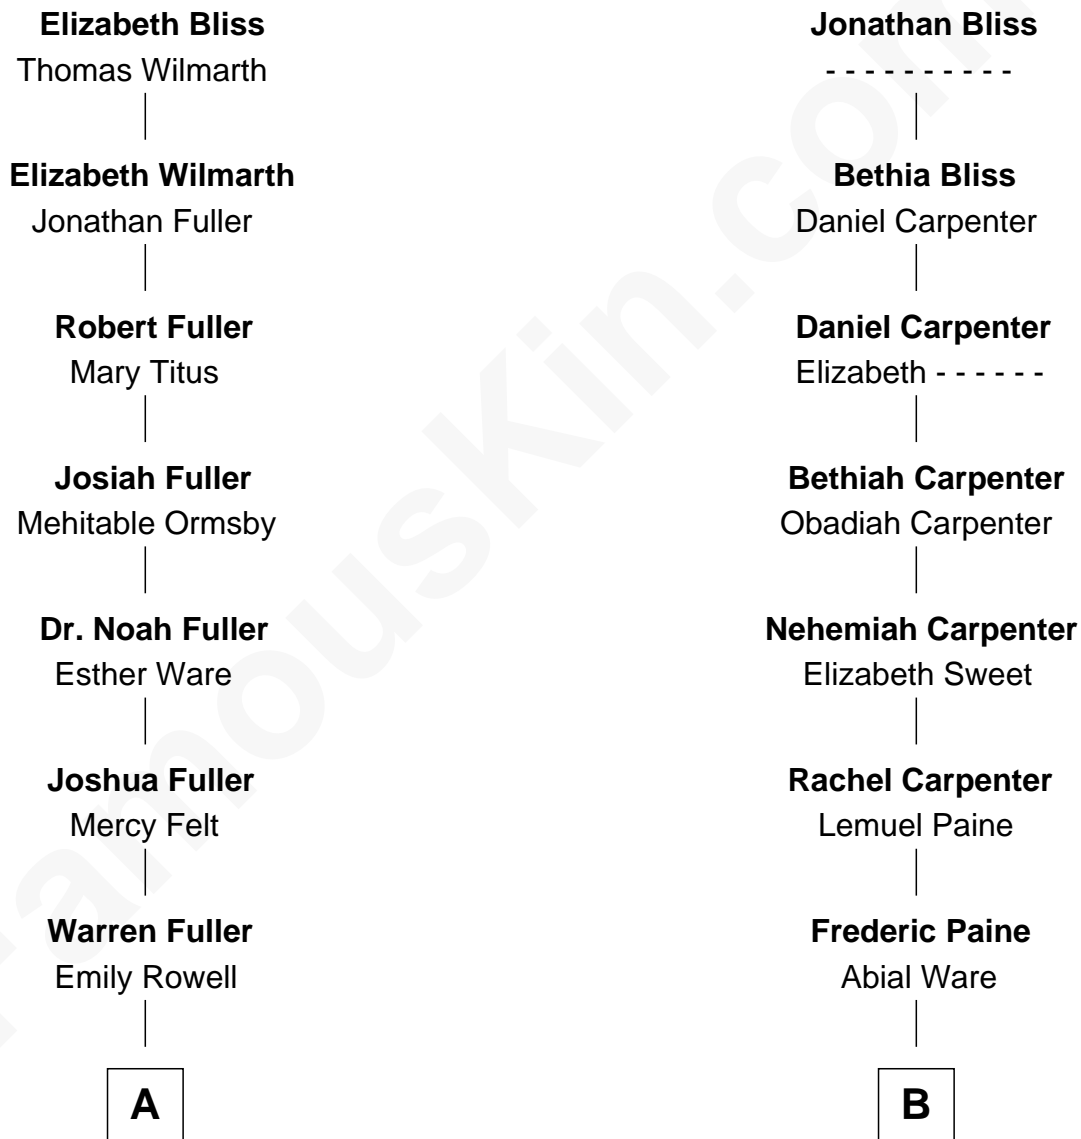 Elizabeth Bliss
Thomas Wilmarth
Elizabeth Wilmarth
Jonathan Fuller
Robert Fuller
Mary Titus
Josiah Fuller
Mehitable Ormsby
Dr. Noah Fuller
Esther Ware
Joshua Fuller
Mercy Felt
Warren Fuller
Emily Rowell
A
Jonathan Bliss
- - - - - - - - - -
Bethia Bliss
Daniel Carpenter
Daniel Carpenter
Elizabeth - - - - - -
Bethiah Carpenter
Obadiah Carpenter
Nehemiah Carpenter
Elizabeth Sweet
Rachel Carpenter
Lemuel Paine
Frederic Paine
Abial Ware
B
FamousKin.com